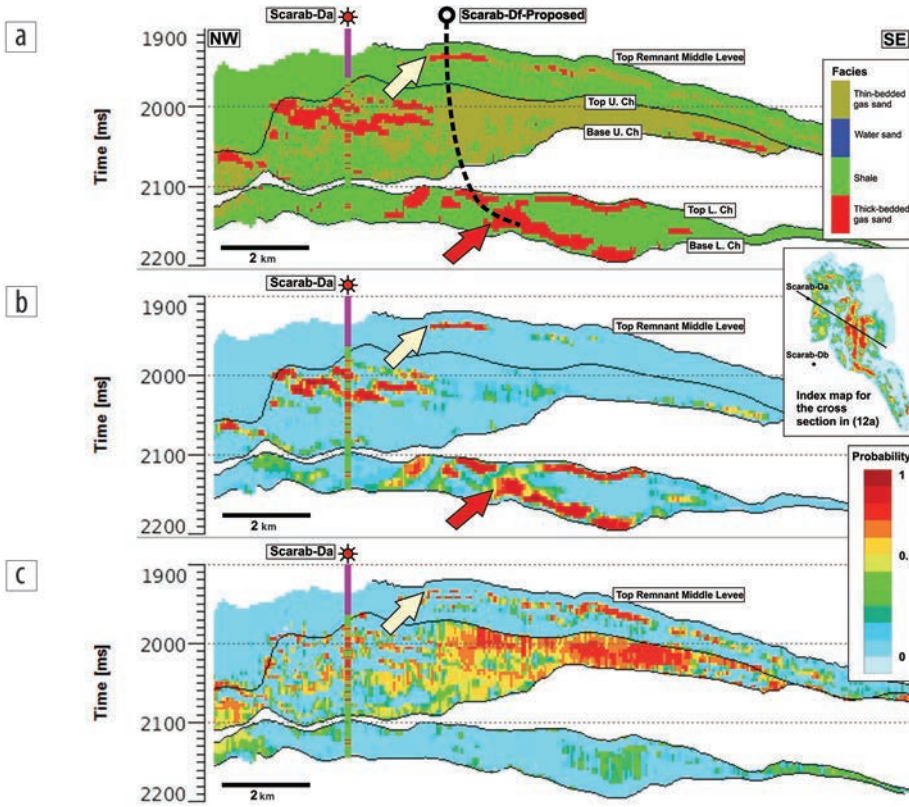 a
Scarab-Da
Scarab-Df-Proposed
NW
SE
Top Remnant Middle Levee
Top U. Ch
Base U. Ch
Top L. Ch
Base L. Ch
Time [ms]
1900
2000
2100
2200
2 km
Facies
Thin-bedded
gas sand
Water sand
Shale
Thick-bedded
gas sand
b
Scarab-Da
Top Remnant Middle Levee
Time [ms]
1900
2000
2100
2200
2 km
Scarab-Da
Scarab-Db
Index map for
the cross
section in (12a)
Probability
1
0.
0
c
Scarab-Da
Top Remnant Middle Levee
Time [ms]
1900
2000
2100
2200
2 km